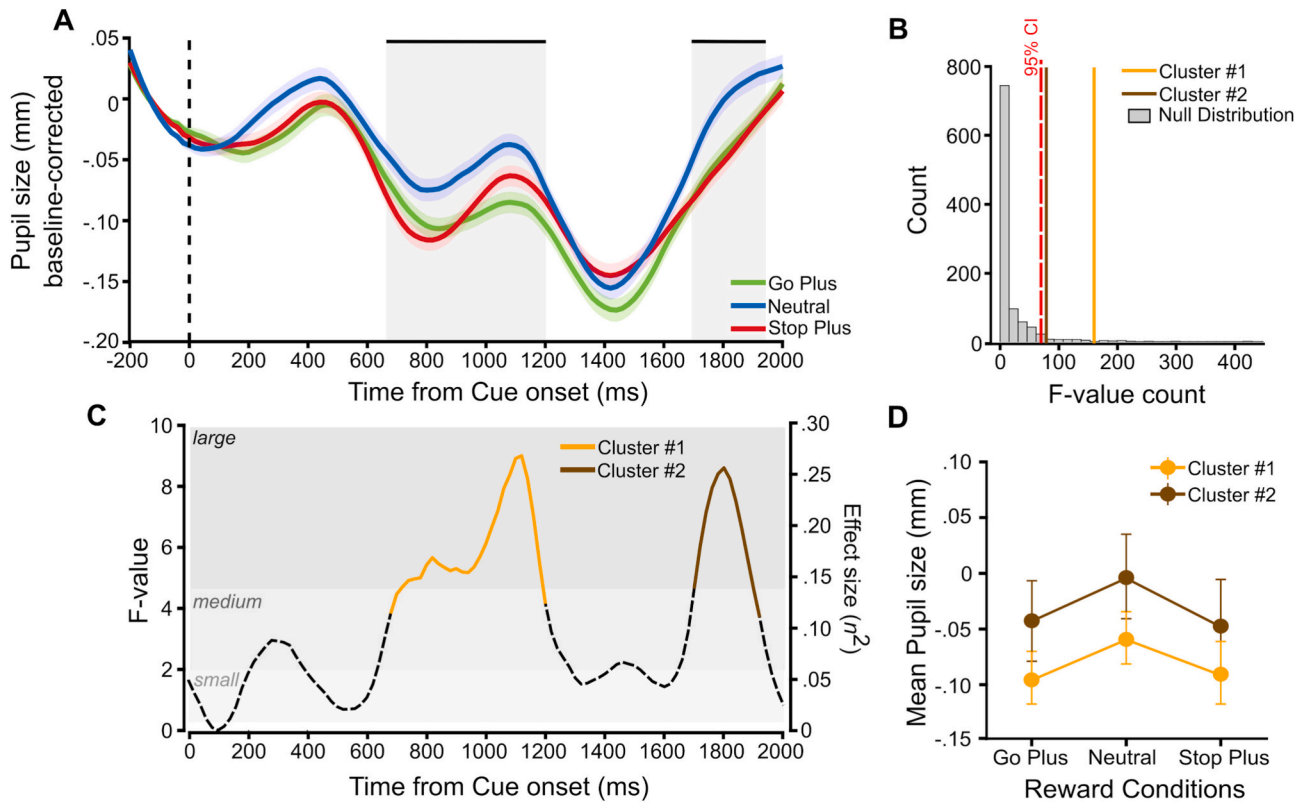 A
Pupil size (mm)
baseline-corrected
.05
0
-.05
-.10
-.15
-.20
-200
0
200
400
600
800
1000
1200
1400
1600
1800
2000
Time from Cue onset (ms)
Go Plus
Neutral
Stop Plus
B
95% CI
Cluster #1
Cluster #2
Null Distribution
Count
800
600
400
200
0
0
100
200
300
400
F-value count
C
F-value
10
8
6
4
2
0
large
medium
small
Cluster #1
Cluster #2
.30
.25
.20
.15
.10
.05
0
Effect size (n²)
0
200
400
600
800
1000
1200
1400
1600
1800
2000
Time from Cue onset (ms)
D
Mean Pupil size (mm)
.10
.05
0
-.05
-.10
-.15
Cluster #1
Cluster #2
Go Plus
Neutral
Stop Plus
Reward Conditions